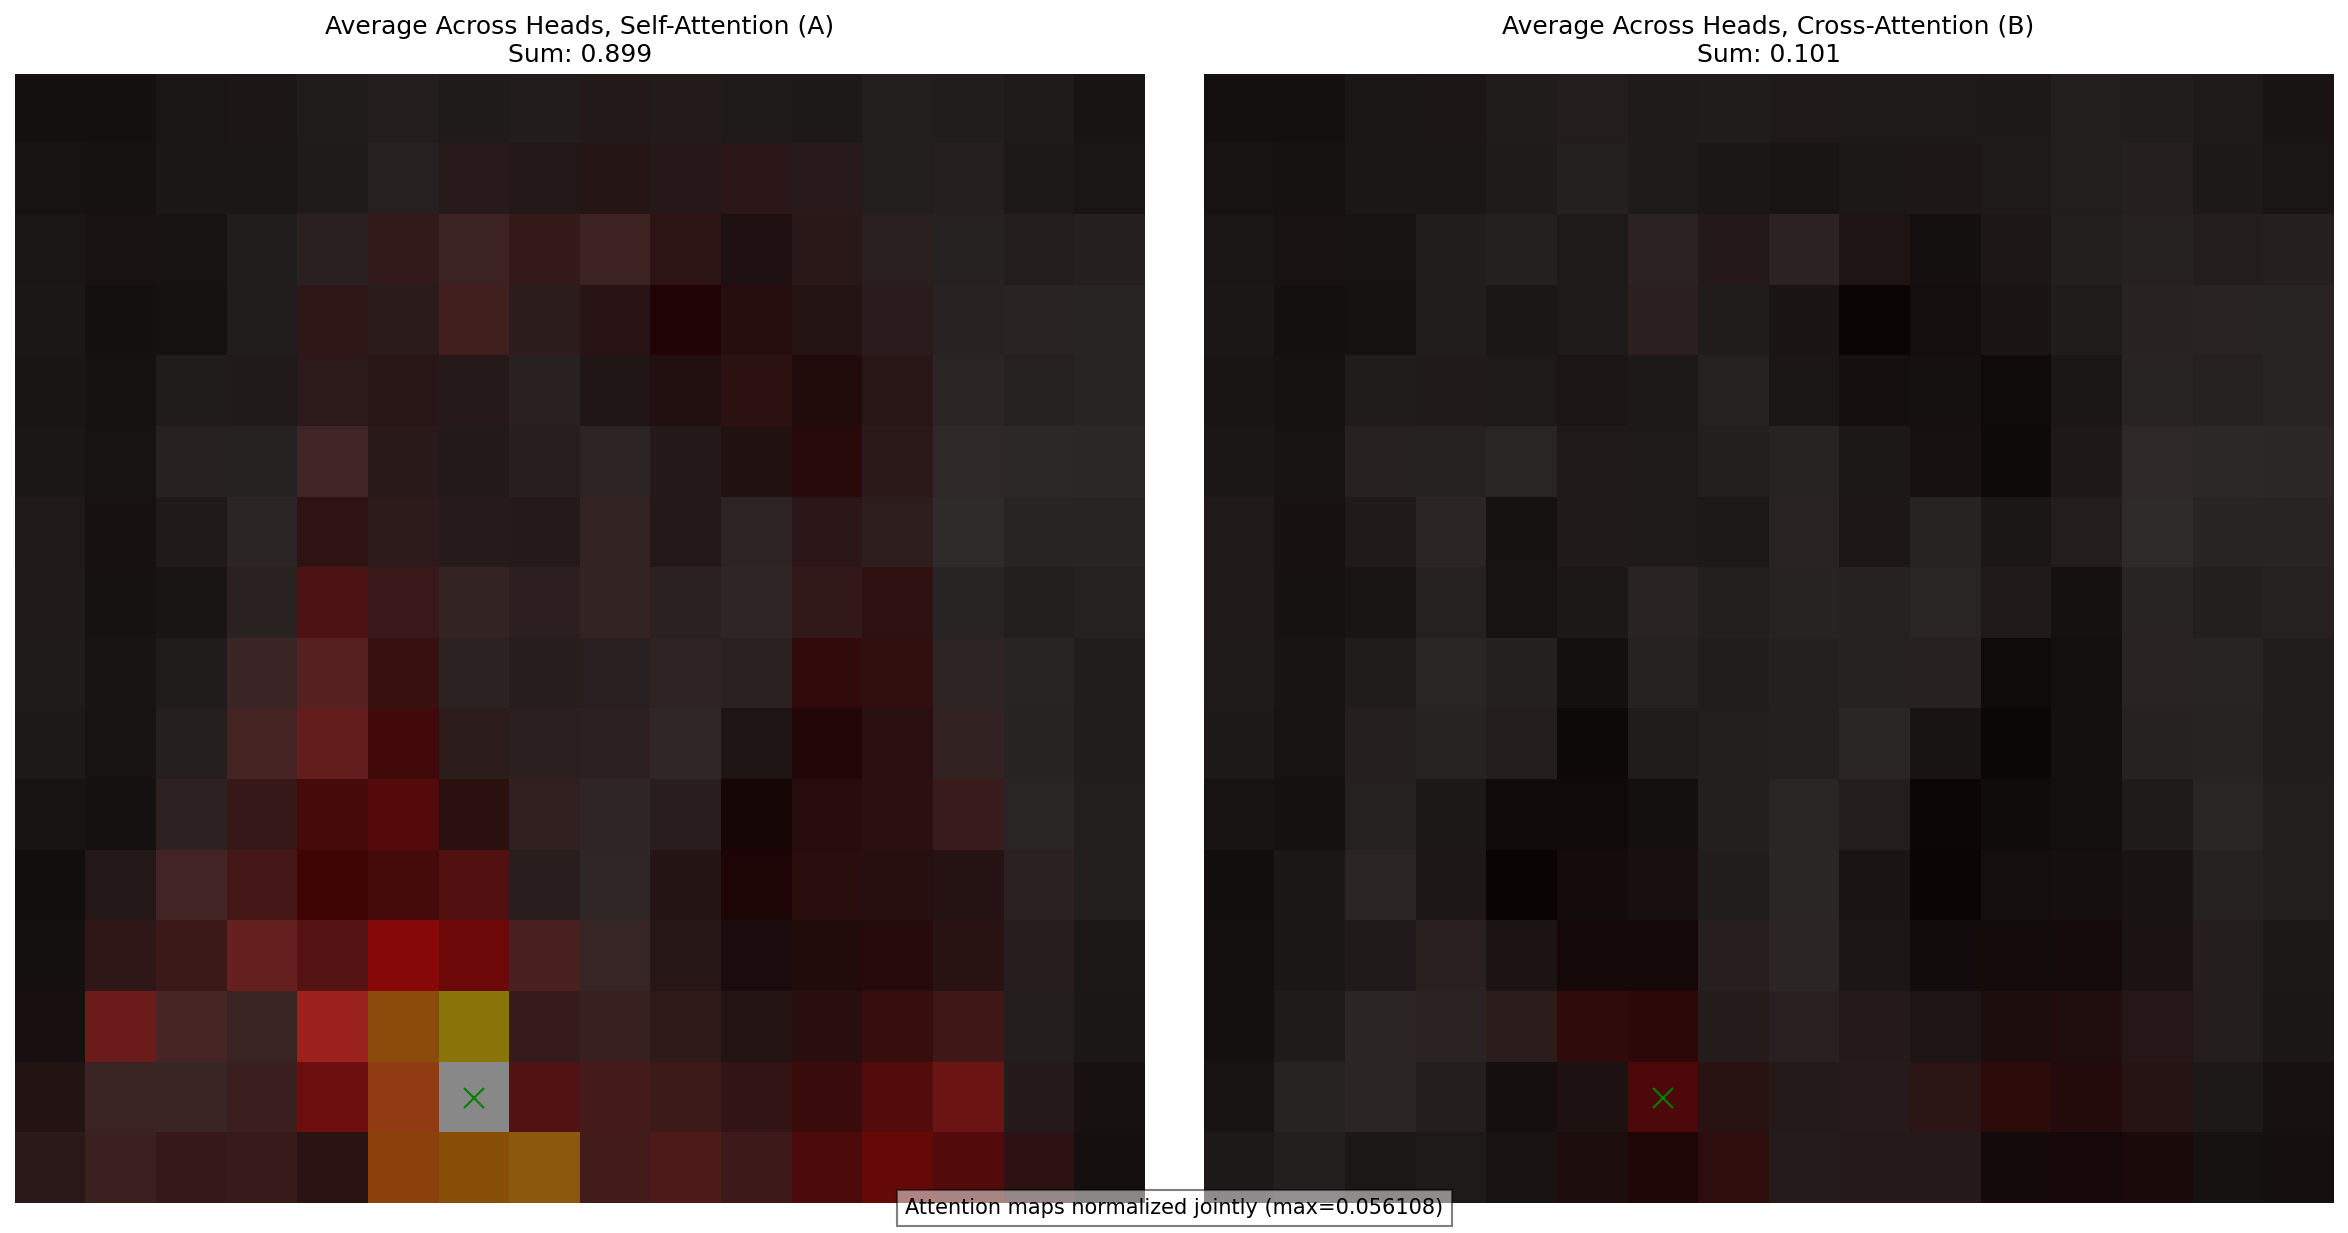 Average Across Heads, Self-Attention (A)
Sum: 0.899
Average Across Heads, Cross-Attention (B)
Sum: 0.101
Attention maps normalized jointly (max=0.056108)